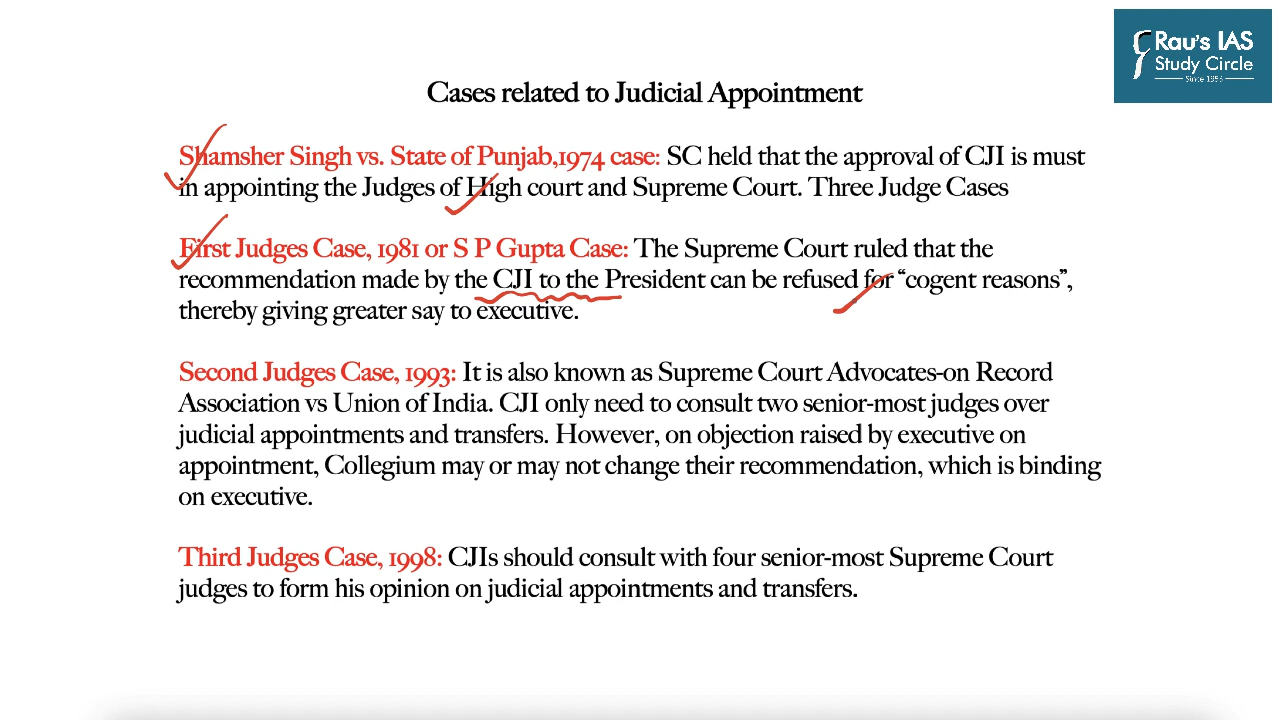 Rau's IAS
Study Circle
Since 1953
Cases related to Judicial Appointment
Shamsher Singh vs. State of Punjab,1974 case: SC held that the approval of CJI is must
in appointing the Judges of High court and Supreme Court. Three Judge Cases
First Judges Case, 1981 or S P Gupta Case: The Supreme Court ruled that the
recommendation made by the CJI to the President can be refused for “cogent reasons”,
thereby giving greater say to executive.
Second Judges Case, 1993: It is also known as Supreme Court Advocates-on Record
Association vs Union of India. CJI only need to consult two senior-most judges over
judicial appointments and transfers. However, on objection raised by executive on
appointment, Collegium may or may not change their recommendation, which is binding
on executive.
Third Judges Case, 1998: CJIs should consult with four senior-most Supreme Court
judges to form his opinion on judicial appointments and transfers.